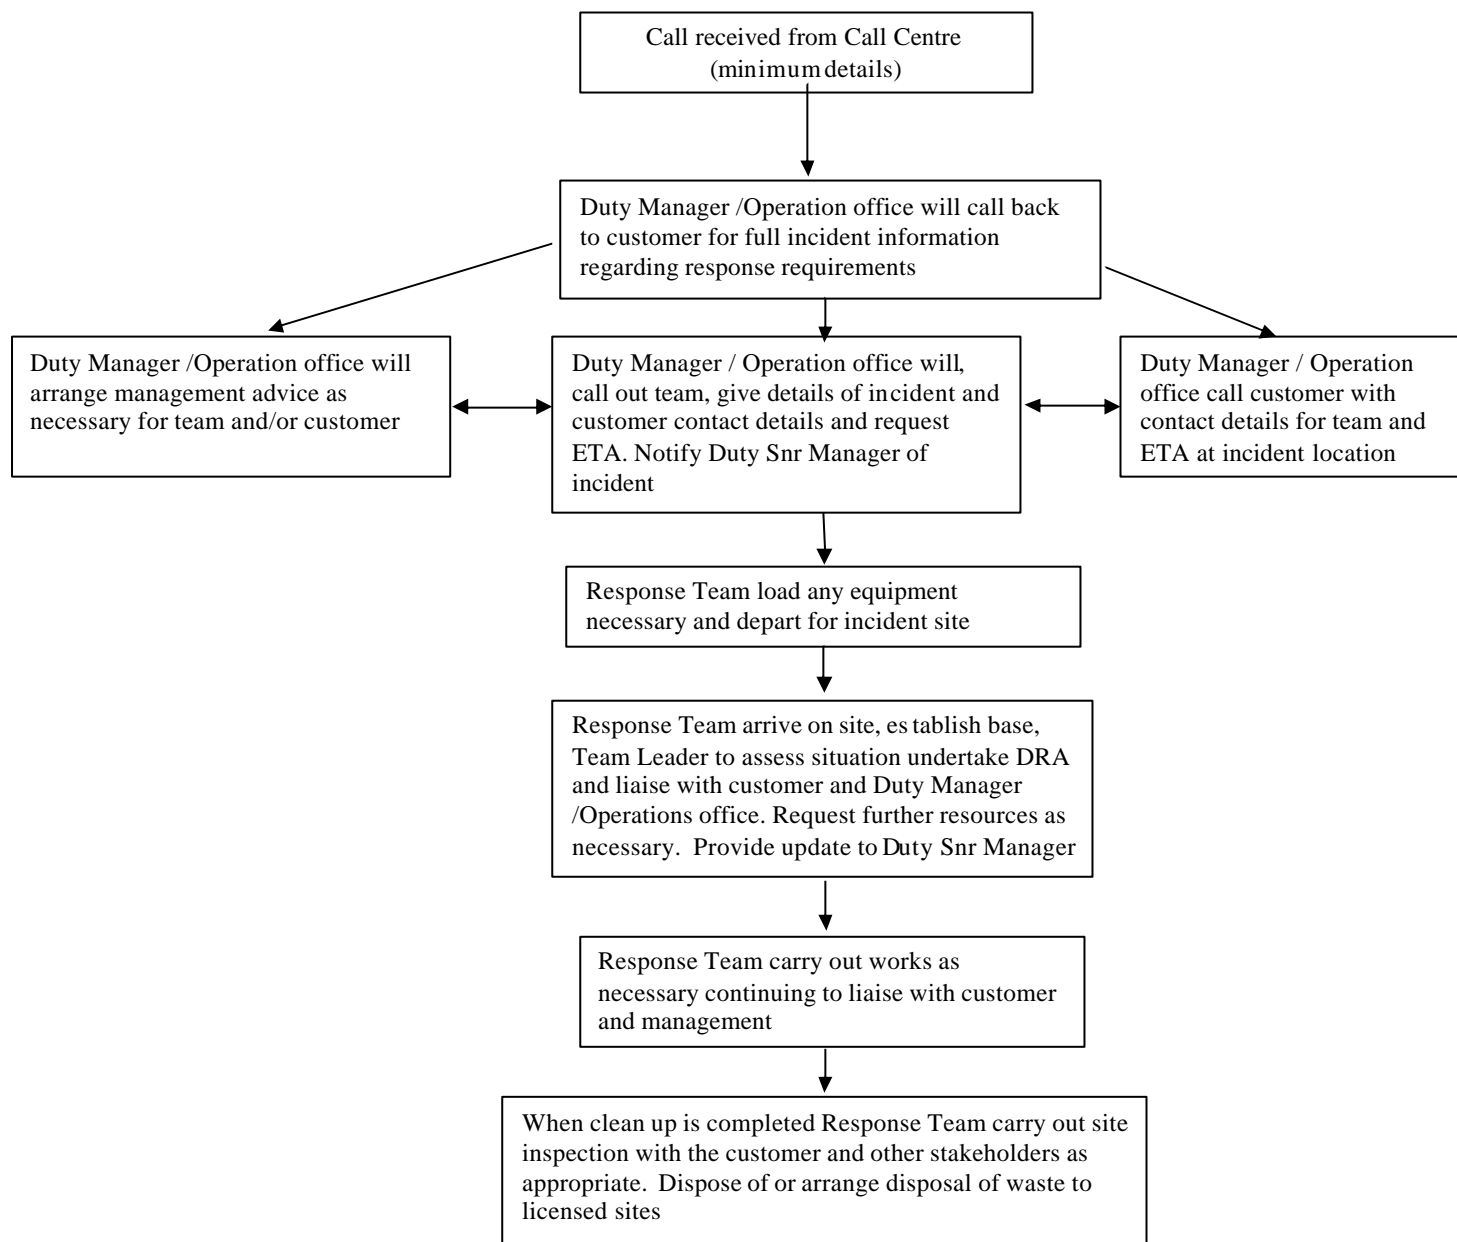 Call received from Call Centre
(minimum details)
Duty Manager /Operation office will call back
to customer for full incident information
regarding response requirements
Duty Manager /Operation office will
arrange management advice as
necessary for team and/or customer
Duty Manager / Operation office will,
call out team, give details of incident and
customer contact details and request
ETA. Notify Duty Snr Manager of
incident
Duty Manager / Operation
office call customer with
contact details for team and
ETA at incident location
Response Team load any equipment
necessary and depart for incident site
Response Team arrive on site, es tablish base,
Team Leader to assess situation undertake DRA
and liaise with customer and Duty Manager
/Operations office. Request further resources as
necessary.  Provide update to Duty Snr Manager
Response Team carry out works as
necessary continuing to liaise with customer
and management
When clean up is completed Response Team carry out site
inspection with the customer and other stakeholders as
appropriate.  Dispose of or arrange disposal of waste to
licensed sites